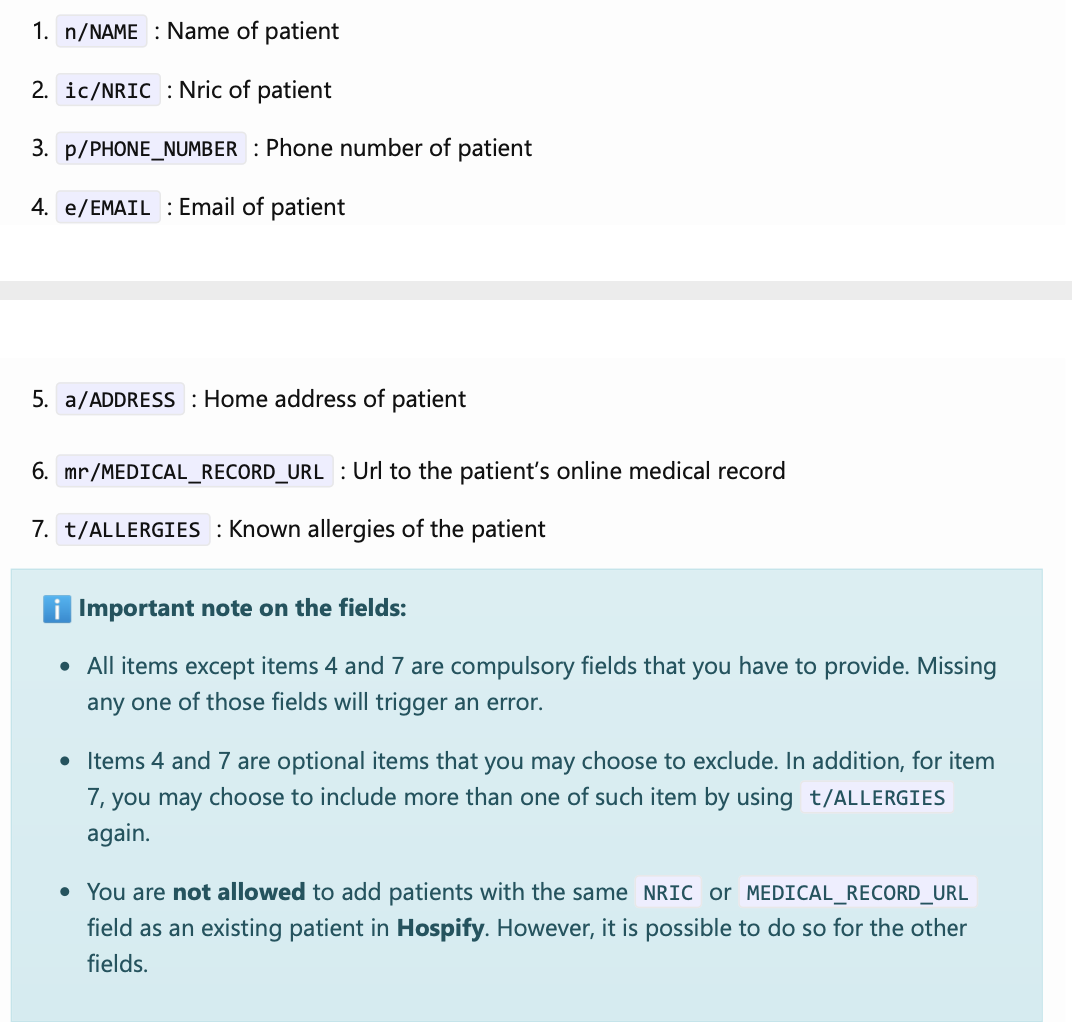 1. n/NAME : Name of patient
2. ic/NRIC : Nric of patient
3. p/PHONE_NUMBER : Phone number of patient
4. e/EMAIL : Email of patient
5. a/ADDRESS : Home address of patient
6. mr/MEDICAL_RECORD_URL : Url to the patient’s online medical record
7. t/ALLERGIES : Known allergies of the patient
ℹ️ Important note on the fields:
• All items except items 4 and 7 are compulsory fields that you have to provide. Missing
any one of those fields will trigger an error.
• Items 4 and 7 are optional items that you may choose to exclude. In addition, for item
7, you may choose to include more than one of such item by using t/ALLERGIES
again.
• You are not allowed to add patients with the same NRIC or MEDICAL_RECORD_URL
field as an existing patient in Hospify. However, it is possible to do so for the other
fields.